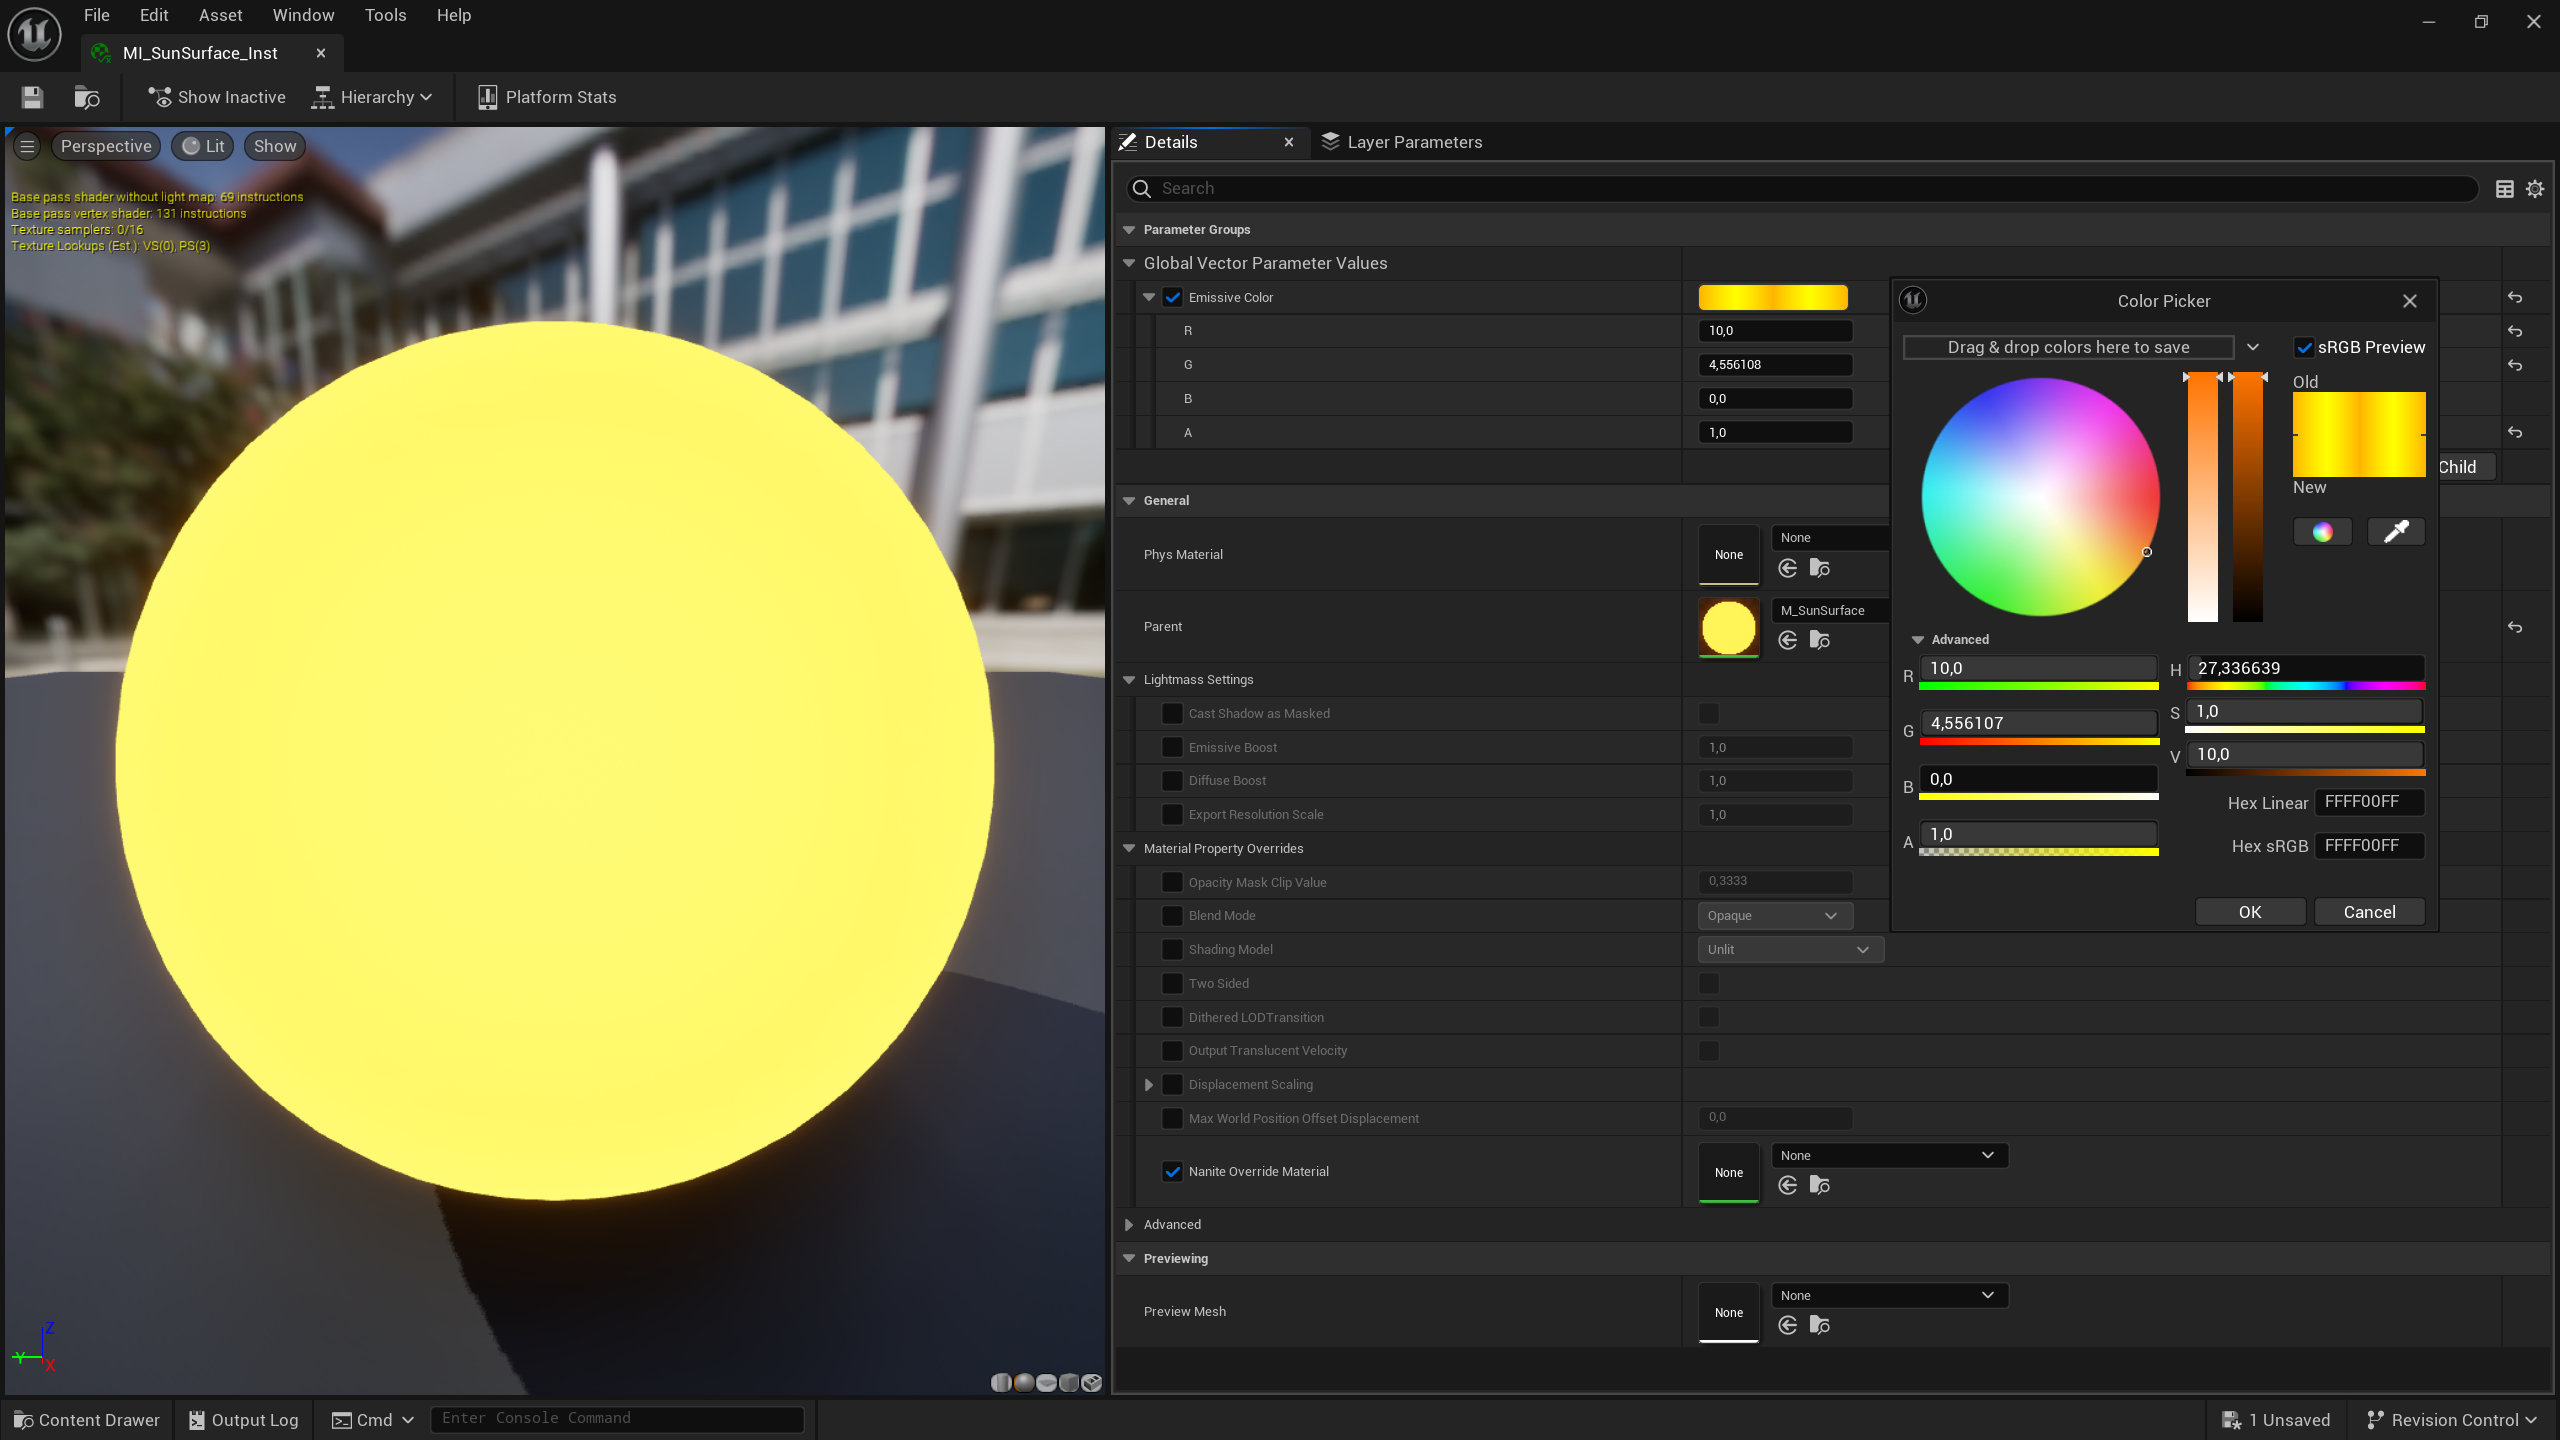 File Edit Asset Window Tools Help
MI_SunSurface_Inst
Show Inactive Hierarchy Platform Stats
Perspective Lit Show
Base pass shader without light map: 69 instructions
Base pass vertex shader: 131 instructions
Texture samplers: 0/16
Texture Lookups (Est.): VS(0), PS(3)
Z
Y
X
Details Layer Parameters
Search
Parameter Groups
Global Vector Parameter Values
Emissive Color
R 10,0
G 4,556108
B 0,0
A 1,0
Child
General
Phys Material None None
Parent M_SunSurface
Lightmass Settings
Cast Shadow as Masked
Emissive Boost 1,0
Diffuse Boost 1,0
Export Resolution Scale 1,0
Material Property Overrides
Opacity Mask Clip Value 0,3333
Blend Mode Opaque
Shading Model Unlit
Two Sided
Dithered LODTransition
Output Translucent Velocity
Displacement Scaling
Max World Position Offset Displacement 0,0
Nanite Override Material None None
Advanced
Previewing
Preview Mesh None None
Color Picker
Drag & drop colors here to save sRGB Preview
Old
New
Advanced
R 10,0 H 27,336639
G 4,556107 S 1,0
B 0,0 V 10,0
A 1,0
Hex Linear FFFF00FF
Hex sRGB FFFF00FF
OK Cancel
Content Drawer Output Log Cmd Enter Console Command 1 Unsaved Revision Control